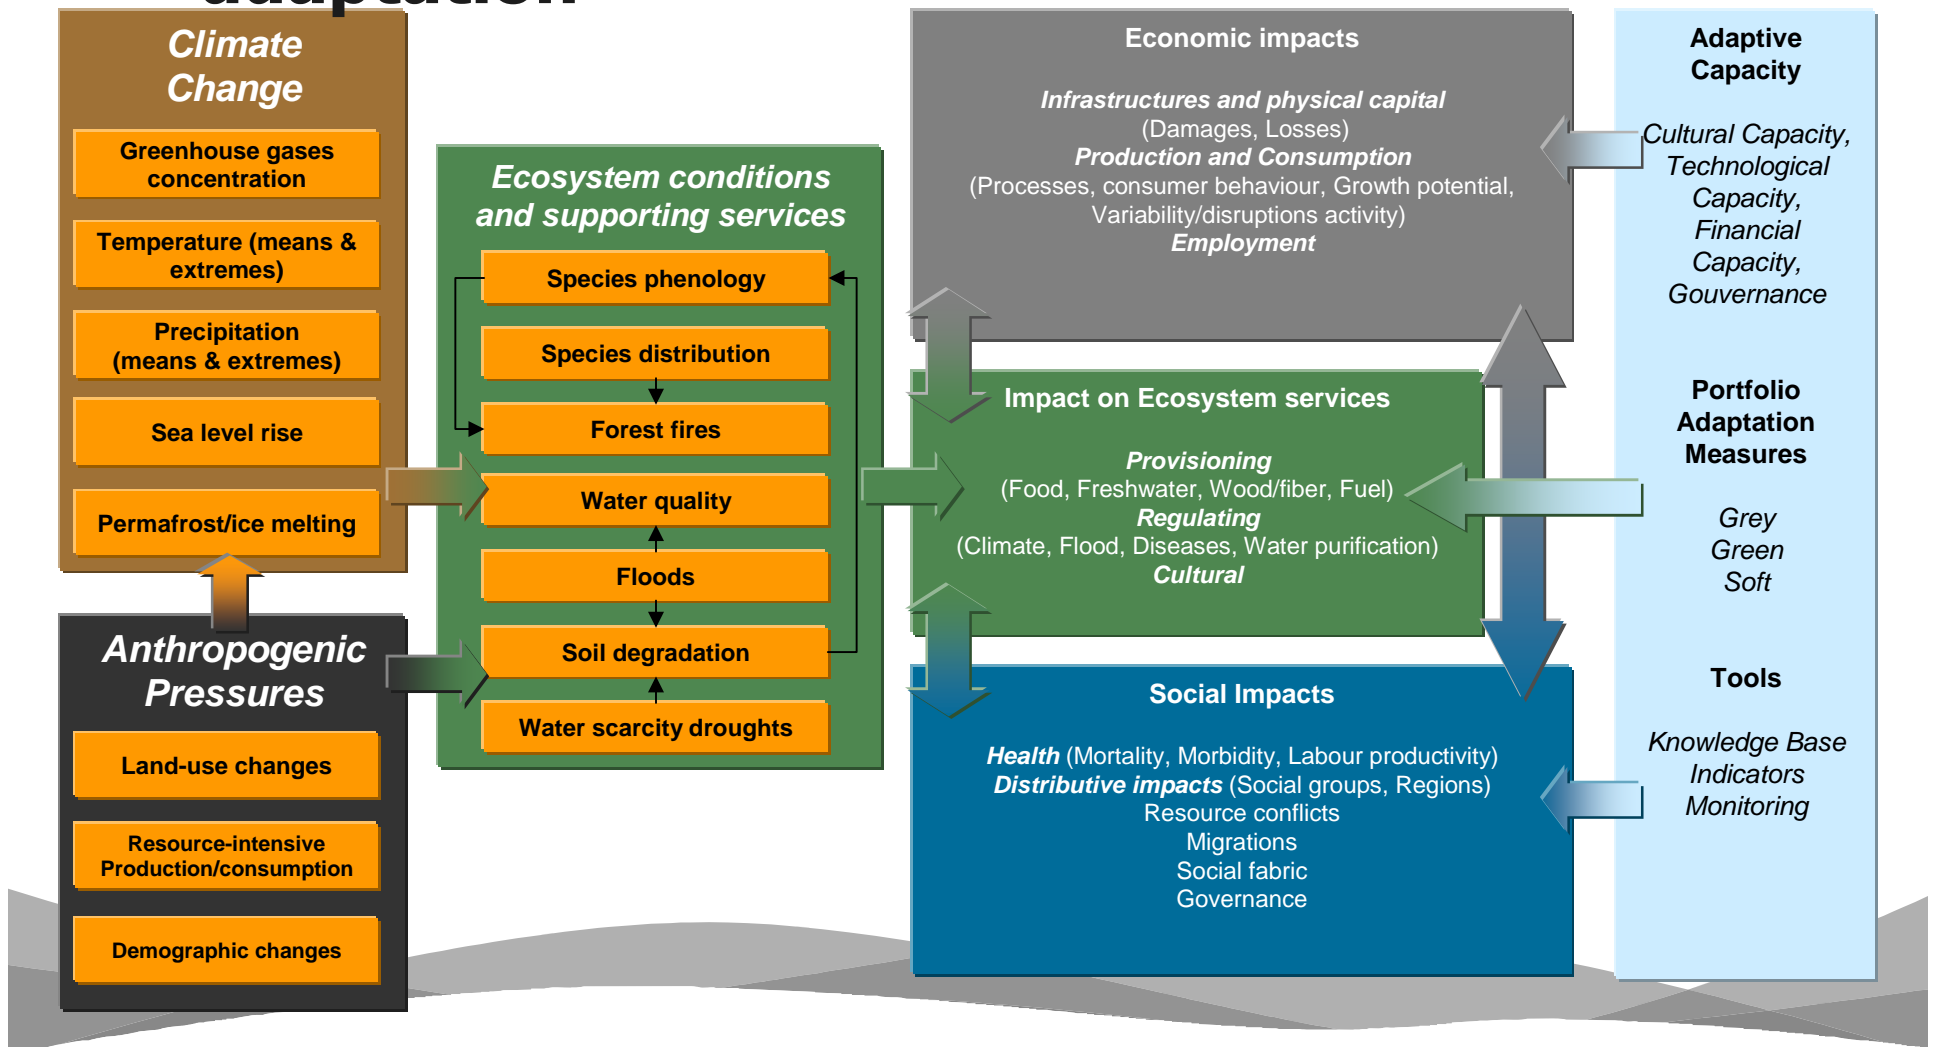 adaptation
Climate
Change
Greenhouse gases
concentration
Temperature (means &
extremes)
Precipitation
(means & extremes)
Sea level rise
Permafrost/ice melting
Anthropogenic
Pressures
Land-use changes
Resource-intensive
Production/consumption
Demographic changes
Ecosystem conditions
and supporting services
Species phenology
Species distribution
Forest fires
Water quality
Floods
Soil degradation
Water scarcity droughts
Economic impacts
Infrastructures and physical capital
(Damages, Losses)
Production and Consumption
(Processes, consumer behaviour, Growth potential,
Variability/disruptions activity)
Employment
Impact on Ecosystem services
Provisioning
(Food, Freshwater, Wood/fiber, Fuel)
Regulating
(Climate, Flood, Diseases, Water purification)
Cultural
Social Impacts
Health (Mortality, Morbidity, Labour productivity)
Distributive impacts (Social groups, Regions)
Resource conflicts
Migrations
Social fabric
Governance
Adaptive
Capacity
Cultural Capacity,
Technological
Capacity,
Financial
Capacity,
Gouvernance
Portfolio
Adaptation
Measures
Grey
Green
Soft
Tools
Knowledge Base
Indicators
Monitoring